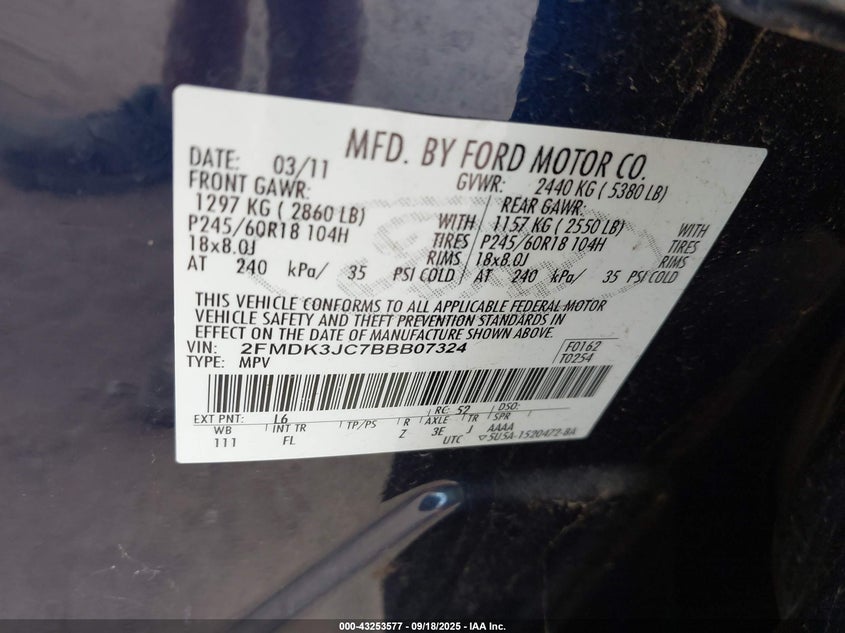 MFD. BY FORD MOTOR CO.
DATE: 03/11 GVWR: 2440 KG ( 5380 LB)
FRONT GAWR: REAR GAWR:
1297 KG ( 2860 LB) WITH 1157 KG ( 2550 LB) WITH
P245/60R18 104H TIRES P245/60R18 104H TIRES
18x8.0J RIMS 18x8.0J RIMS
AT 240 kPa/ 35 PSI COLD AT 240 kPa/ 35 PSI COLD
THIS VEHICLE CONFORMS TO ALL APPLICABLE FEDERAL MOTOR
VEHICLE SAFETY AND THEFT PREVENTION STANDARDS IN
EFFECT ON THE DATE OF MANUFACTURE SHOWN ABOVE.
VIN: 2FMDK3JC7BBB07324 F0162
TYPE: MPV T0254
EXT PNT: L6 RC: 52 DSO:
WB INT TR TP/PS R AXLE TR SPR
111 FL Z 3E J AAAA
UTC 5U5A-1520472-BA
000-43253577 - 09/18/2025 - IAA Inc.